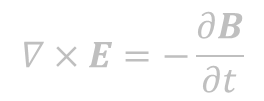 ∇ × E = − ∂B/∂t